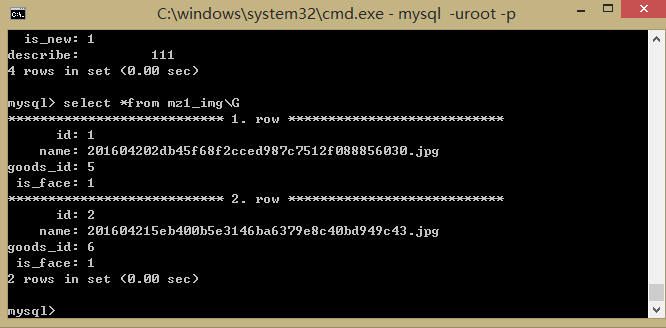 C:\windows\system32\cmd.exe - mysql -uroot -p
is_new: 1
describe: 111
4 rows in set (0.00 sec)
mysql> select *from mz1_img\G
*************************** 1. row ***************************
id: 1
name: 201604202db45f68f2cced987c7512f088856030.jpg
goods_id: 5
is_face: 1
*************************** 2. row ***************************
id: 2
name: 201604215eb400b5e3146ba6379e8c40bd949c43.jpg
goods_id: 6
is_face: 1
2 rows in set (0.00 sec)
mysql>